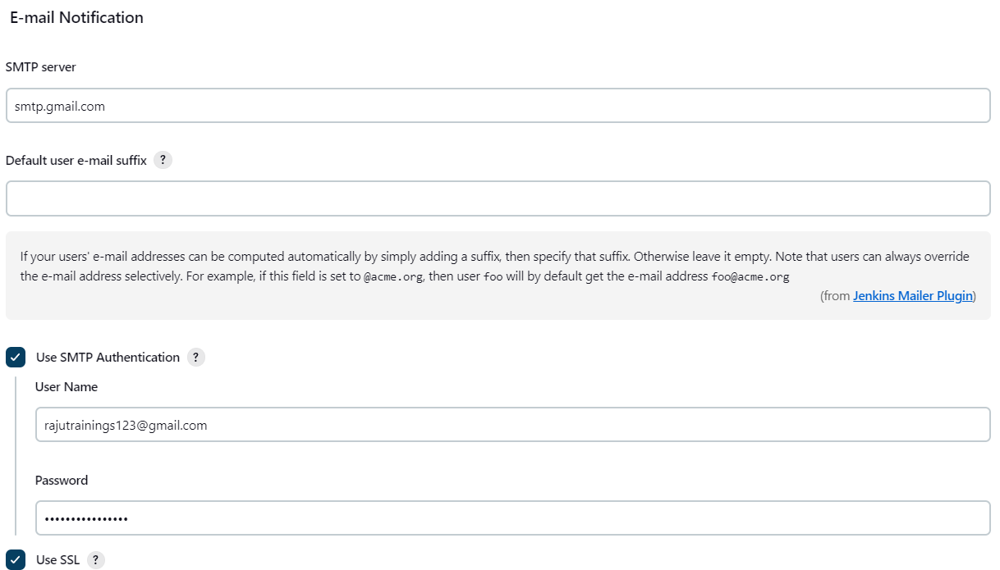 E-mail Notification
SMTP server
smtp.gmail.com
Default user e-mail suffix ?
If your users' e-mail addresses can be computed automatically by simply adding a suffix, then specify that suffix. Otherwise leave it empty. Note that users can always override
the e-mail address selectively. For example, if this field is set to @acme.org, then user foo will by default get the e-mail address foo@acme.org
(from Jenkins Mailer Plugin)
Use SMTP Authentication ?
User Name
rajutrainings123@gmail.com
Password
••••••••••••••••
Use SSL ?